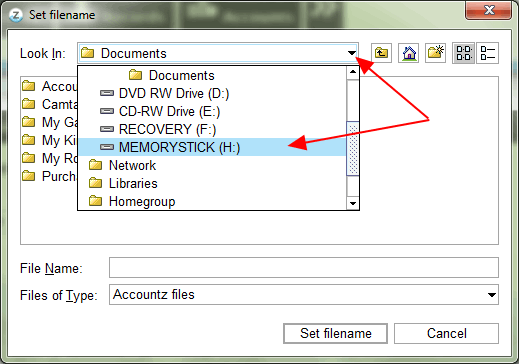 Set filename
Look In: Documents
Documents
DVD RW Drive (D:)
CD-RW Drive (E:)
RECOVERY (F:)
MEMORYSTICK (H:)
Network
Libraries
Homegroup
Accou
Camta
My Ga
My Ki
My Ro
Purch
File Name:
Files of Type: Accountz files
Set filename Cancel